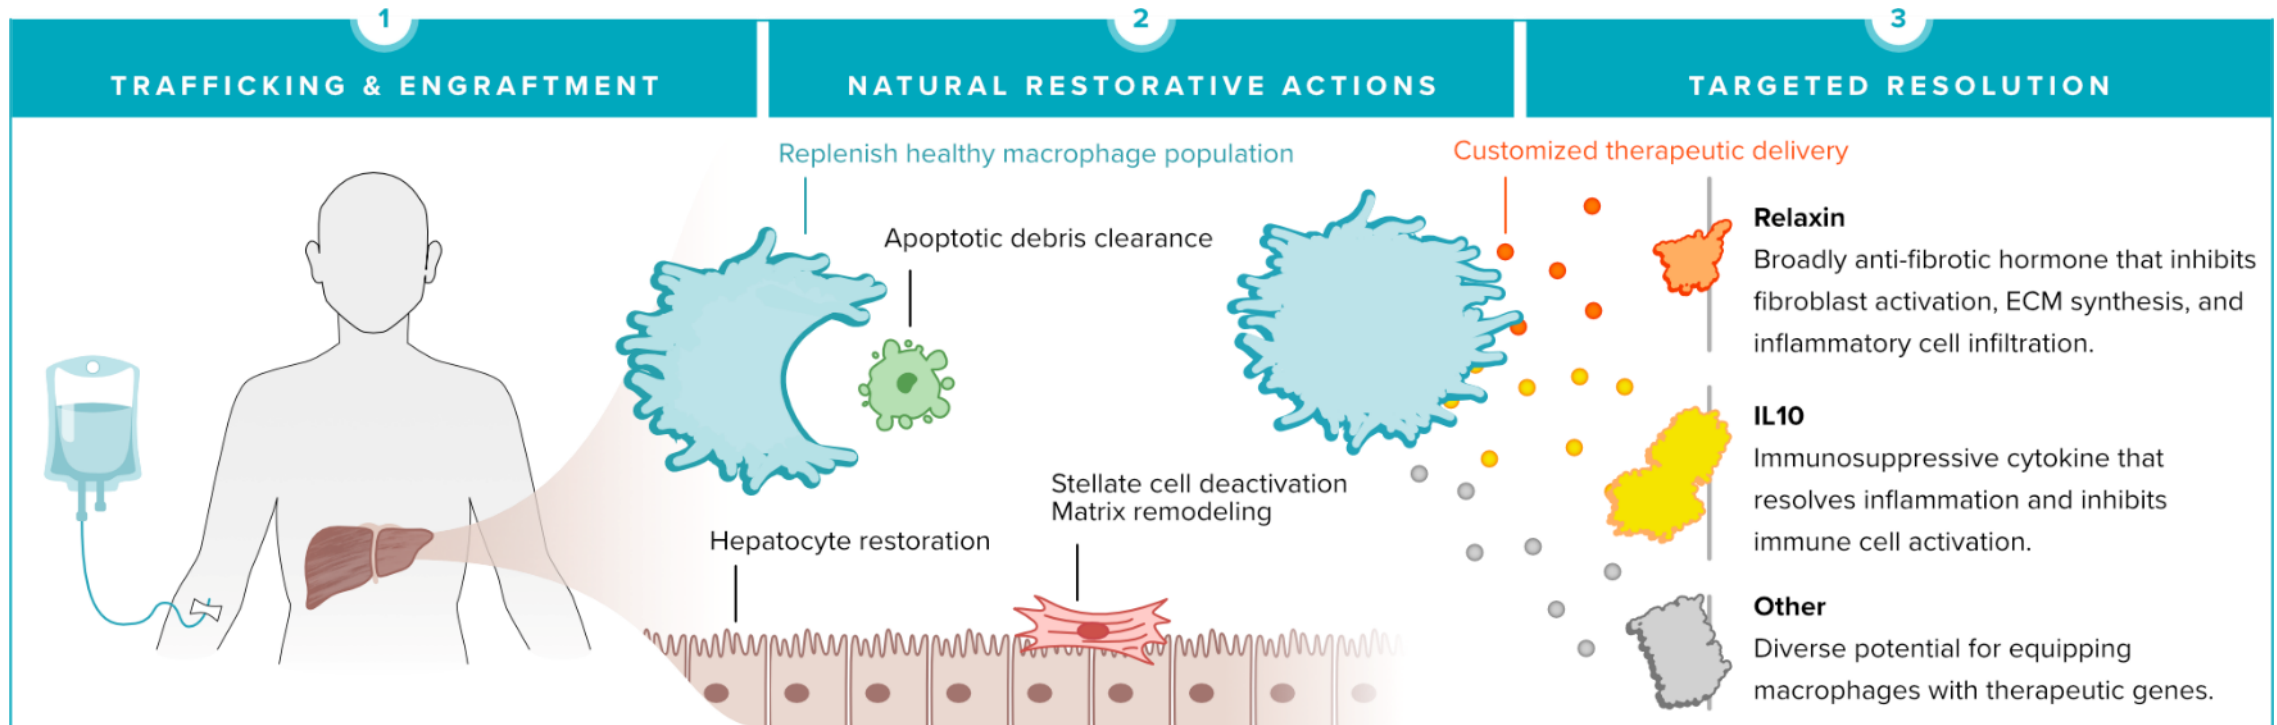 1
TRAFFICKING & ENGRAFTMENT
2
NATURAL RESTORATIVE ACTIONS
3
TARGETED RESOLUTION
Replenish healthy macrophage population
Apoptotic debris clearance
Hepatocyte restoration
Stellate cell deactivation
Matrix remodeling
Customized therapeutic delivery
Relaxin
Broadly anti-fibrotic hormone that inhibits
fibroblast activation, ECM synthesis, and
inflammatory cell infiltration.
IL10
Immunosuppressive cytokine that
resolves inflammation and inhibits
immune cell activation.
Other
Diverse potential for equipping
macrophages with therapeutic genes.